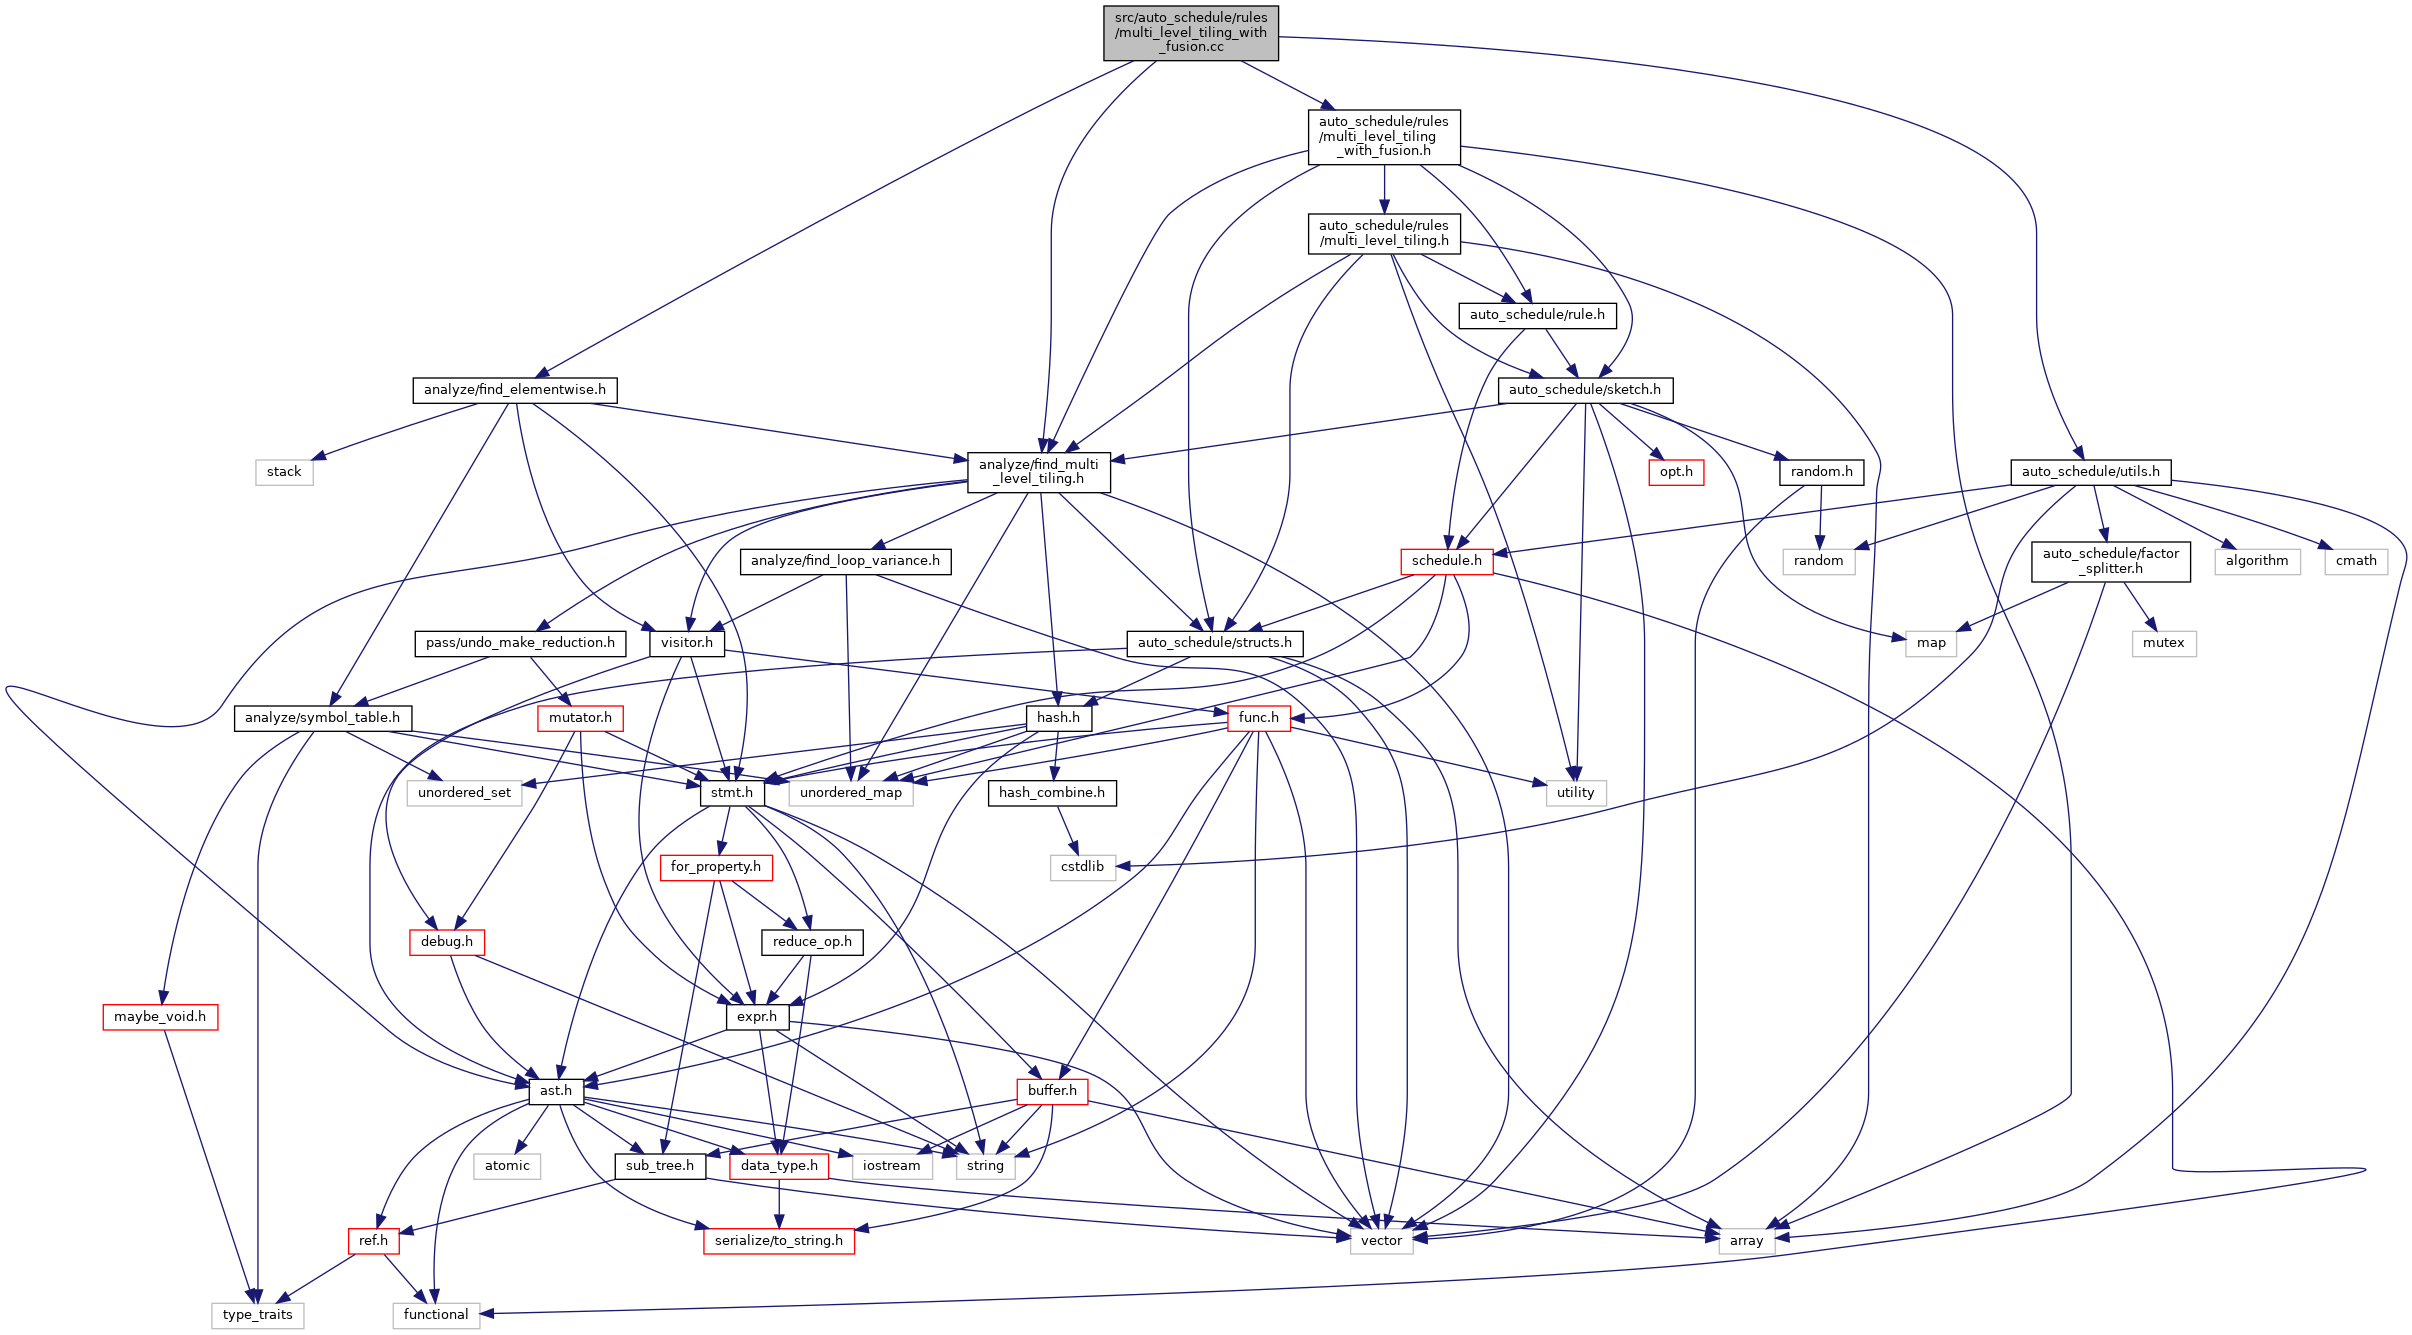 src/auto_schedule/rules
/multi_level_tiling_with
_fusion.cc
auto_schedule/rules
/multi_level_tiling
_with_fusion.h
auto_schedule/rules
/multi_level_tiling.h
auto_schedule/rule.h
analyze/find_elementwise.h
auto_schedule/sketch.h
stack
analyze/find_multi
_level_tiling.h
opt.h
random.h
auto_schedule/utils.h
analyze/find_loop_variance.h
schedule.h
random
auto_schedule/factor
_splitter.h
algorithm
cmath
pass/undo_make_reduction.h
visitor.h
auto_schedule/structs.h
map
mutex
analyze/symbol_table.h
mutator.h
hash.h
func.h
unordered_set
stmt.h
unordered_map
hash_combine.h
utility
for_property.h
cstdlib
debug.h
reduce_op.h
maybe_void.h
expr.h
ast.h
buffer.h
atomic
sub_tree.h
data_type.h
iostream
string
ref.h
serialize/to_string.h
vector
array
type_traits
functional